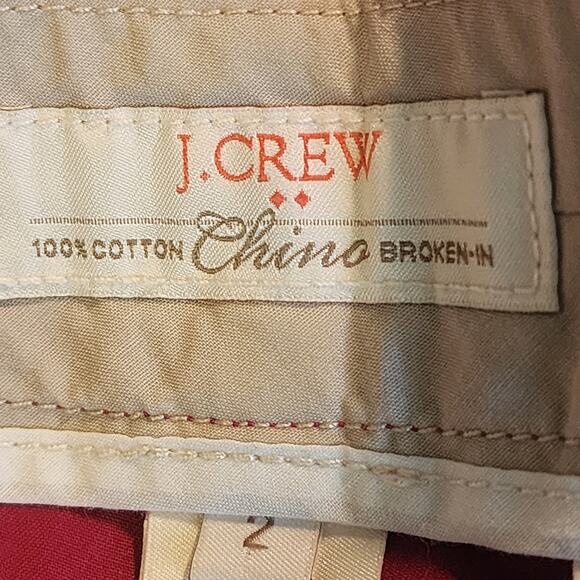 J.CREW
100% COTTON Chino BROKEN-IN
2